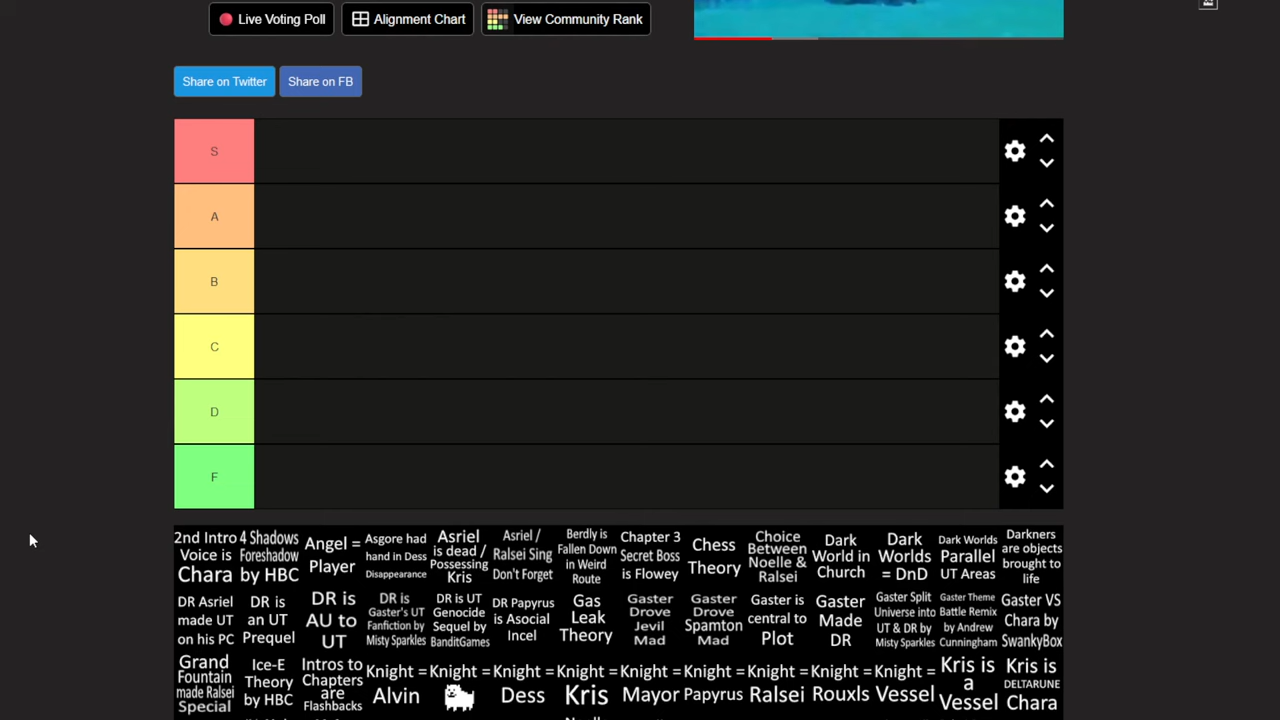 Live Voting Poll
Alignment Chart
View Community Rank
Share on Twitter
Share on FB
S
A
B
C
D
F
2nd Intro
Voice is
Chara
4 Shadows
Foreshadow
by HBC
Angel =
Player
Asgore had
hand in Dess
Disappearance
Asriel
is dead /
Possessing
Kris
Asriel /
Ralsei Sing
Don't Forget
Berdly is
Fallen Down
in Weird
Route
Chapter 3
Secret Boss
is Flowey
Chess
Theory
Choice
Between
Noelle &
Ralsei
Dark
World in
Church
Dark
Worlds
= DnD
Dark Worlds
Parallel
UT Areas
Darkners
are objects
brought to
life
DR Asriel
made UT
on his PC
DR is
an UT
Prequel
DR is
AU to
UT
DR is
Gaster's UT
Fanfiction by
Misty Sparkles
DR is UT
Genocide
Sequel by
BanditGames
DR Papyrus
is Asocial
Incel
Gas
Leak
Theory
Gaster
Drove
Jevil
Mad
Gaster
Drove
Spamton
Mad
Gaster is
central to
Plot
Gaster
Made
DR
Gaster Split
Universe into
UT & DR by
Misty Sparkles
Gaster Theme
Battle Remix
by Andrew
Cunningham
Gaster VS
Chara by
SwankyBox
Grand
Fountain
made Ralsei
Special
Ice-E
Theory
by HBC
Intros to
Chapters
are
Flashbacks
Knight =
Alvin
Knight =
Knight =
Dess
Knight =
Kris
Knight =
Mayor
Knight =
Papyrus
Knight =
Ralsei
Knight =
Rouxls
Knight =
Vessel
Kris is
a
Vessel
Kris is
DELTARUNE
Chara